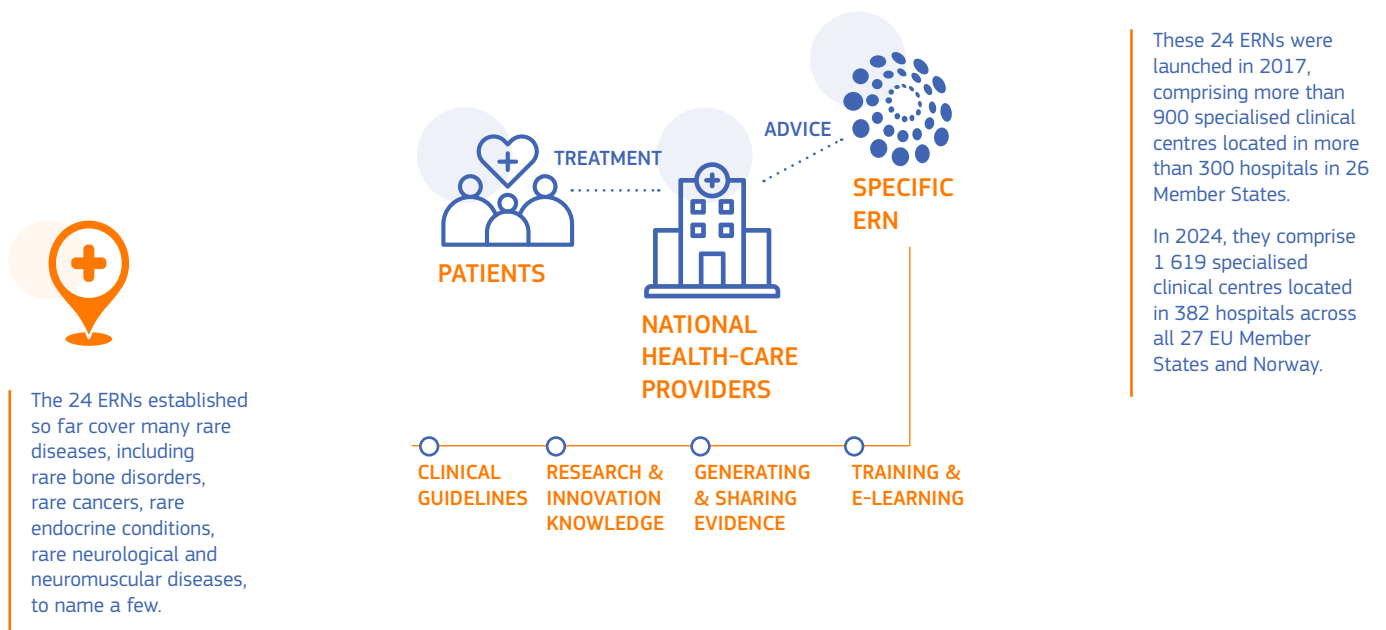 The 24 ERNs established
so far cover many rare
diseases, including
rare bone disorders,
rare cancers, rare
endocrine conditions,
rare neurological and
neuromuscular diseases,
to name a few.
TREATMENT
ADVICE
PATIENTS
NATIONAL
HEALTH-CARE
PROVIDERS
SPECIFIC
ERN
CLINICAL
GUIDELINES
RESEARCH &
INNOVATION
KNOWLEDGE
GENERATING
& SHARING
EVIDENCE
TRAINING &
E-LEARNING
These 24 ERNs were
launched in 2017,
comprising more than
900 specialised clinical
centres located in more
than 300 hospitals in 26
Member States.
In 2024, they comprise
1 619 specialised
clinical centres located
in 382 hospitals across
all 27 EU Member
States and Norway.